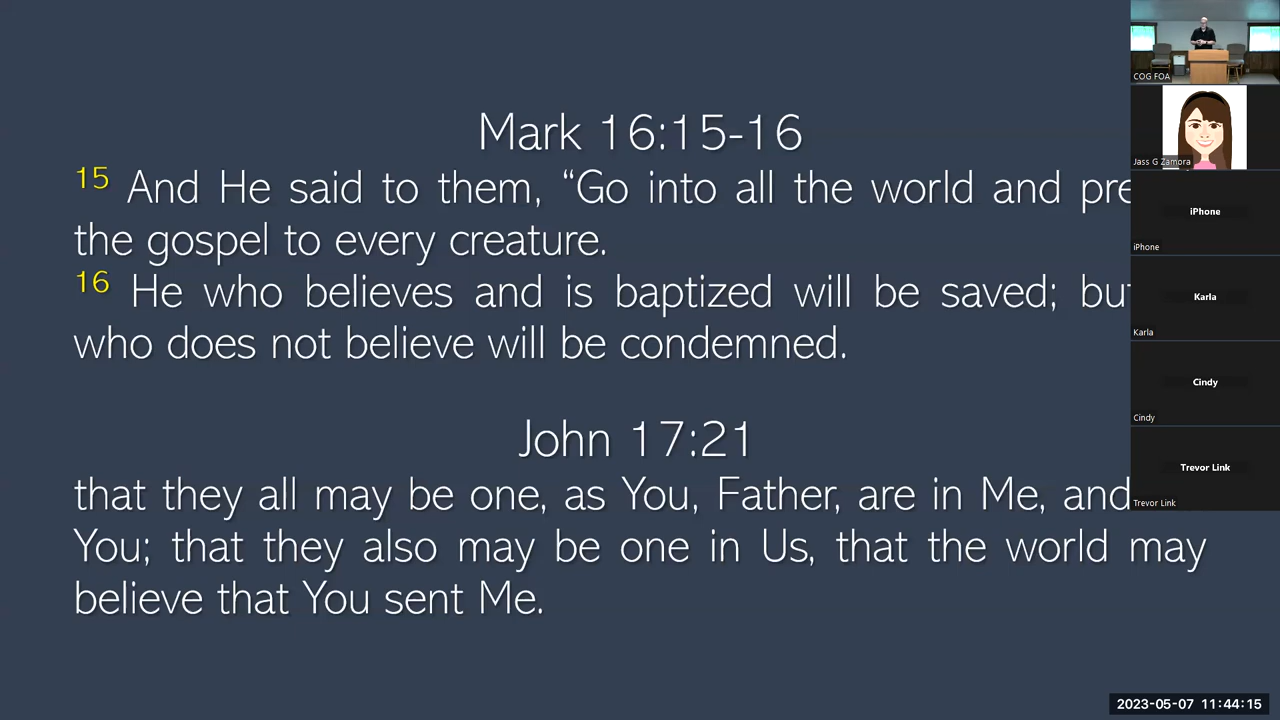 Mark 16:15-16
15 And He said to them, “Go into all the world and
the gospel to every creature.
16 He who believes and is baptized will be saved;
who does not believe will be condemned.
John 17:21
that they all may be one, as You, Father, are in Me, and
You; that they also may be one in Us, that the world may
believe that You sent Me.
COG FOA
Jass G Zamora
iPhone
iPhone
Karla
Karla
Cindy
Cindy
Trevor Link
Trevor Link
2023-05-07 11:44:15